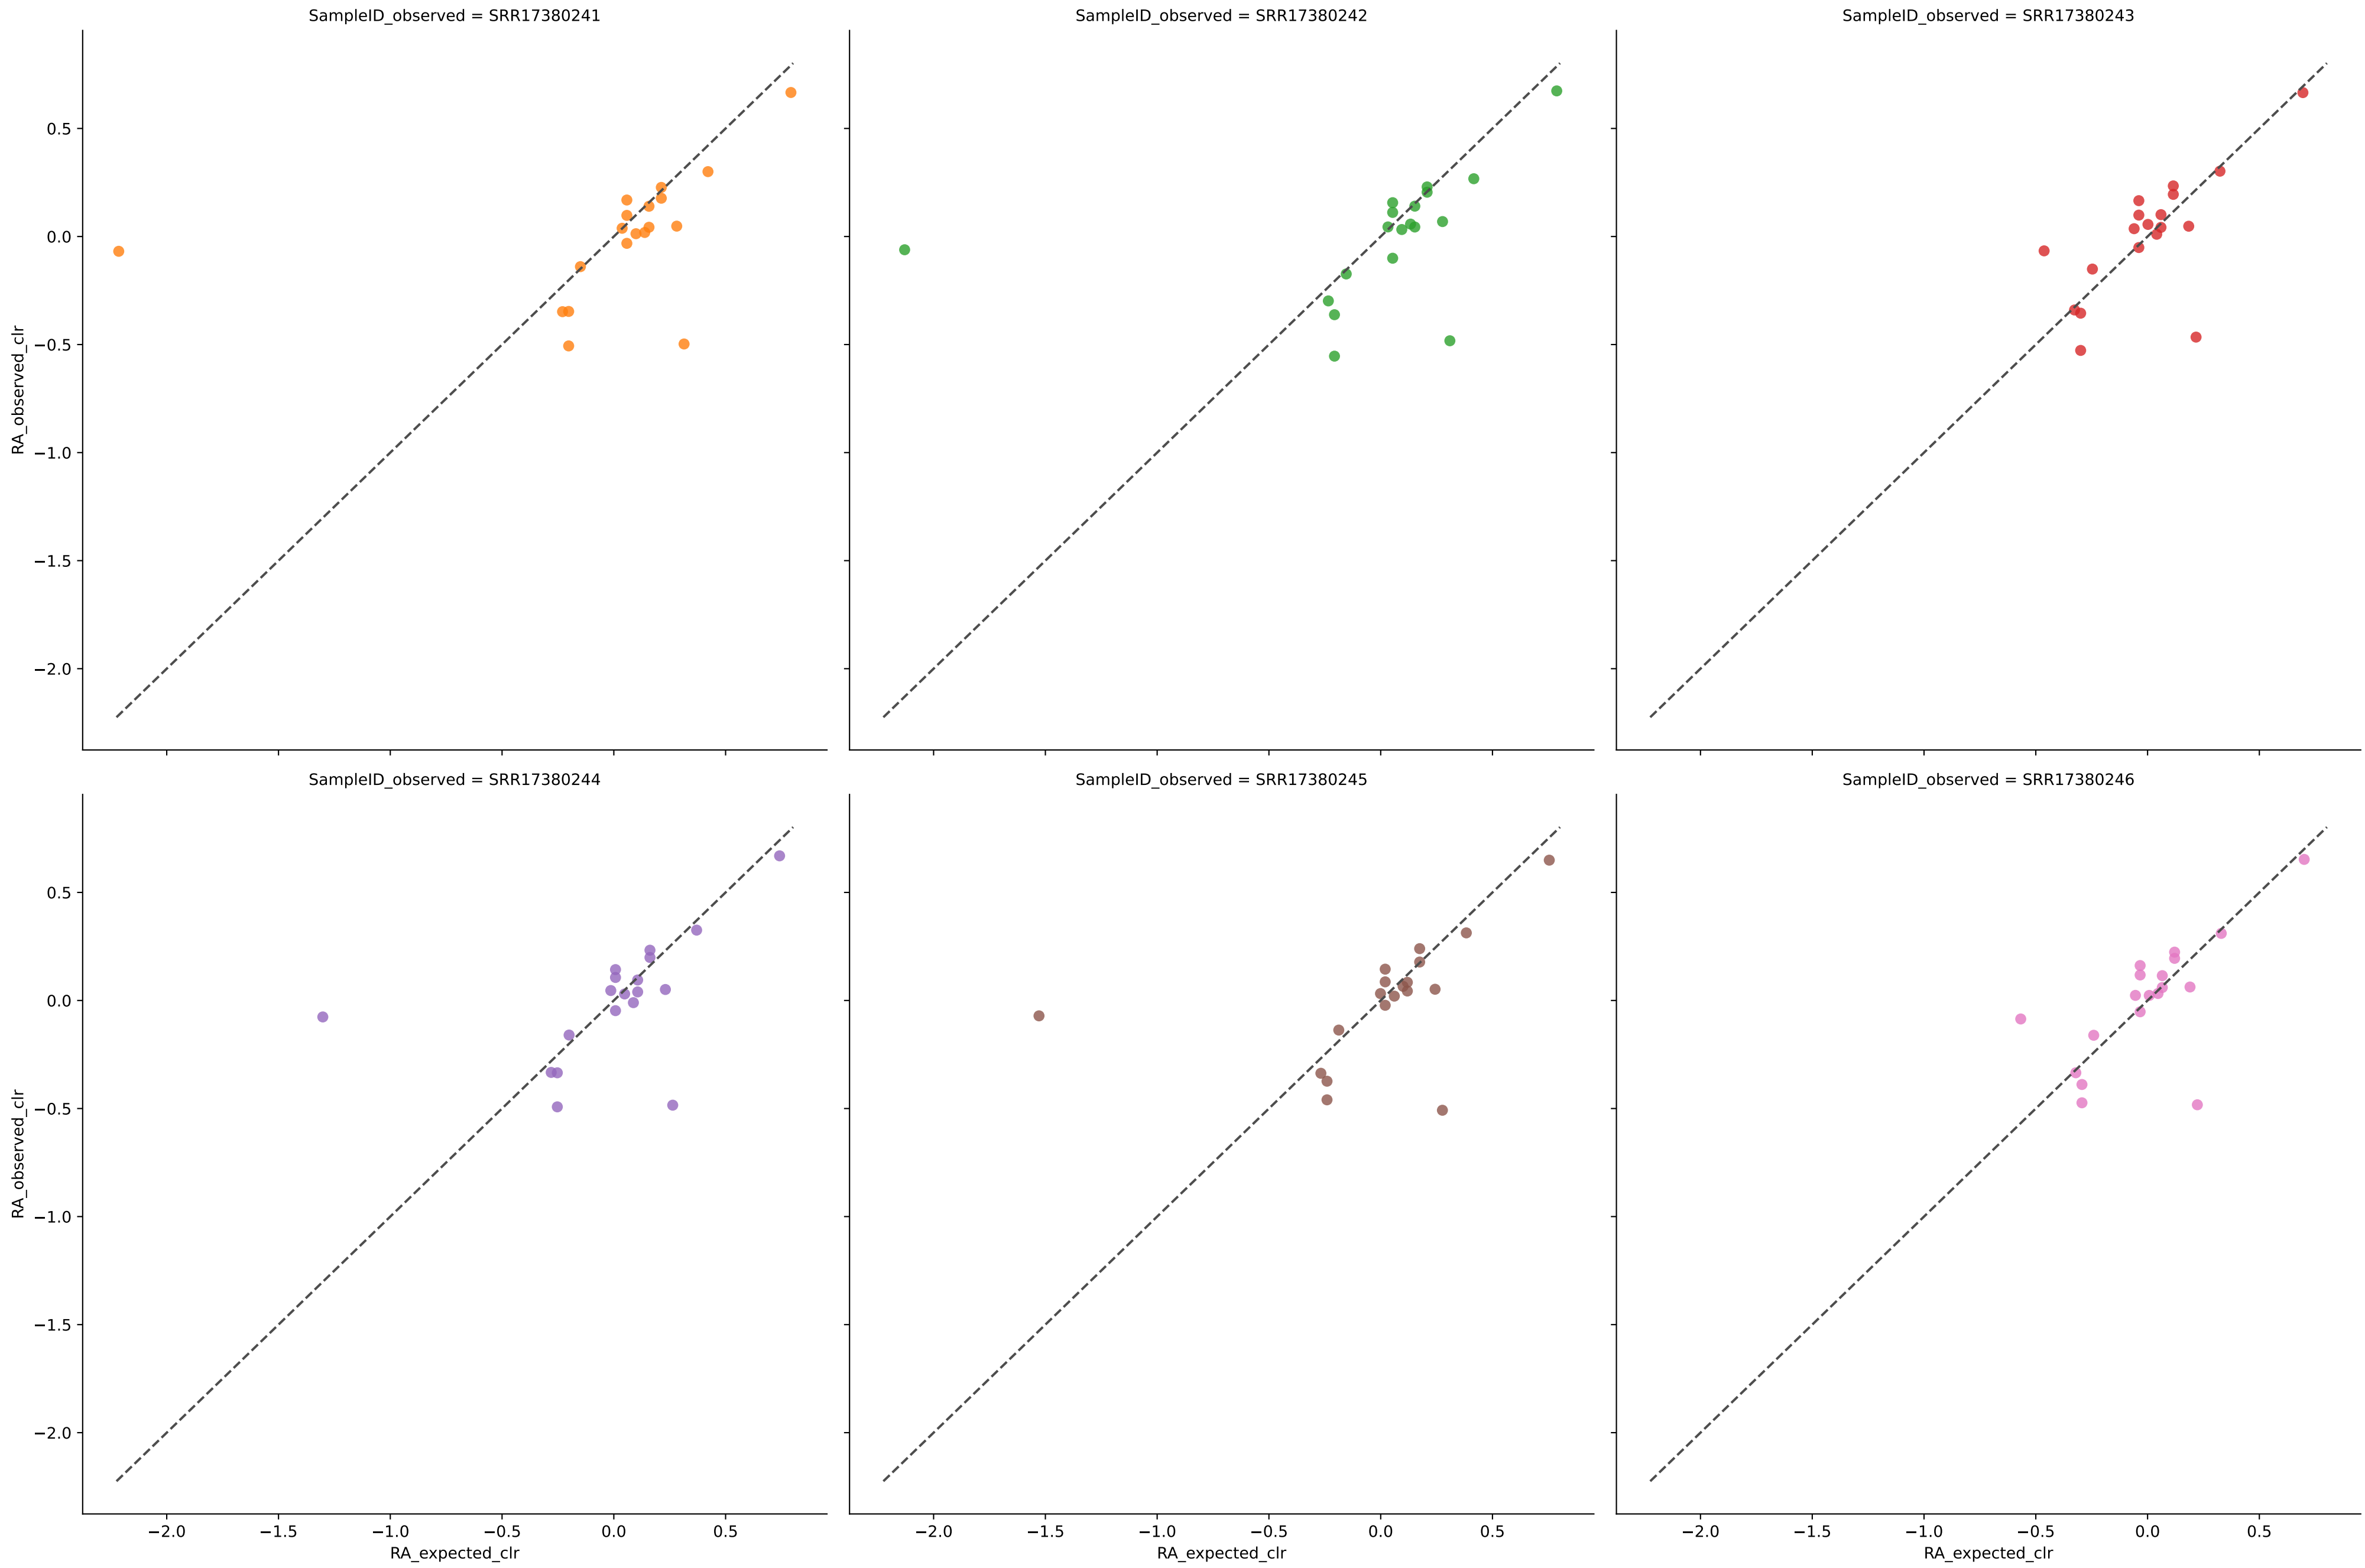 SampleID_observed = SRR17380241
SampleID_observed = SRR17380242
SampleID_observed = SRR17380243
RA_observed_clr
0.5
0.0
−0.5
−1.0
−1.5
−2.0
SampleID_observed = SRR17380244
SampleID_observed = SRR17380245
SampleID_observed = SRR17380246
RA_observed_clr
0.5
0.0
−0.5
−1.0
−1.5
−2.0
−2.0 −1.5 −1.0 −0.5 0.0 0.5
−2.0 −1.5 −1.0 −0.5 0.0 0.5
−2.0 −1.5 −1.0 −0.5 0.0 0.5
RA_expected_clr
RA_expected_clr
RA_expected_clr